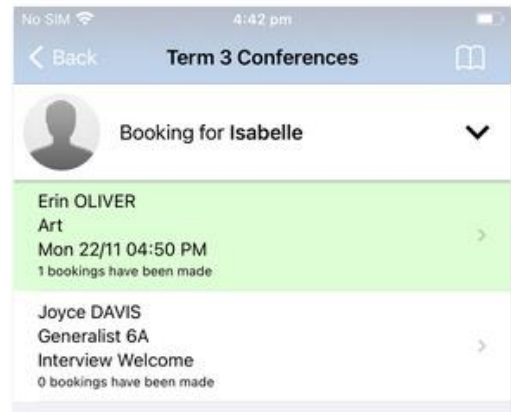 No SIM 4:42 pm
Back Term 3 Conferences
Booking for Isabelle
Erin OLIVER
Art
Mon 22/11 04:50 PM
1 bookings have been made
Joyce DAVIS
Generalist 6A
Interview Welcome
0 bookings have been made